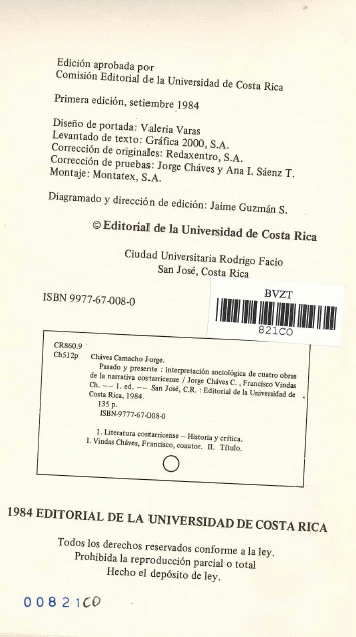 Edición aprobada por
Comisión Editorial de la Universidad de Costa Rica
Primera edición, setiembre 1984
Diseño de portada: Valeria Varas
Levantado de texto: Gráfica 2000, S.A.
Corrección de originales: Redaxentro, S.A.
Corrección de pruebas: Jorge Cháves y Ana I. Sáenz T.
Montaje: Montatex, S.A.
Diagramado y dirección de edición: Jaime Guzmán S.
© Editorial de la Universidad de Costa Rica
Ciudad Universitaria Rodrigo Facio
San José, Costa Rica
ISBN 9977-67-008-0
BVZT
821CO
CR860.9
Ch512p Cháves Camacho Jorge.
Pasado y presente : interpretación sociológica de cuatro obras
de la narrativa costarricense / Jorge Cháves C., Francisco Vindas
Ch. –– 1. ed. –– San José, C.R. : Editorial de la Universidad de
Costa Rica, 1984.
135 p.
ISBN-9977-67-008-0
1. Literatura costarricense – Historia y crítica.
I. Vindas Cháves, Francisco, coautor. II. Título.
1984 EDITORIAL DE LA UNIVERSIDAD DE COSTA RICA
Todos los derechos reservados conforme a la ley.
Prohibida la reproducción parcial o total
Hecho el depósito de ley.
00821CO